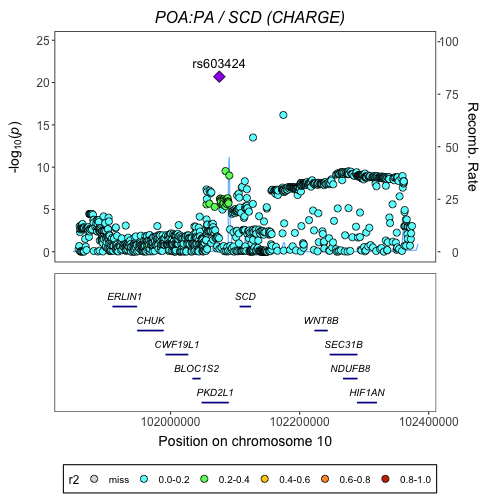 POA:PA / SCD (CHARGE)
rs603424
25
20
15
10
5
0
-log10(p)
100
75
50
25
0
Recomb. Rate
ERLIN1
SCD
CHUK
WNT8B
CWF19L1
SEC31B
BLOC1S2
NDUFB8
PKD2L1
HIF1AN
102000000 102200000 102400000
Position on chromosome 10
r2 miss 0.0-0.2 0.2-0.4 0.4-0.6 0.6-0.8 0.8-1.0